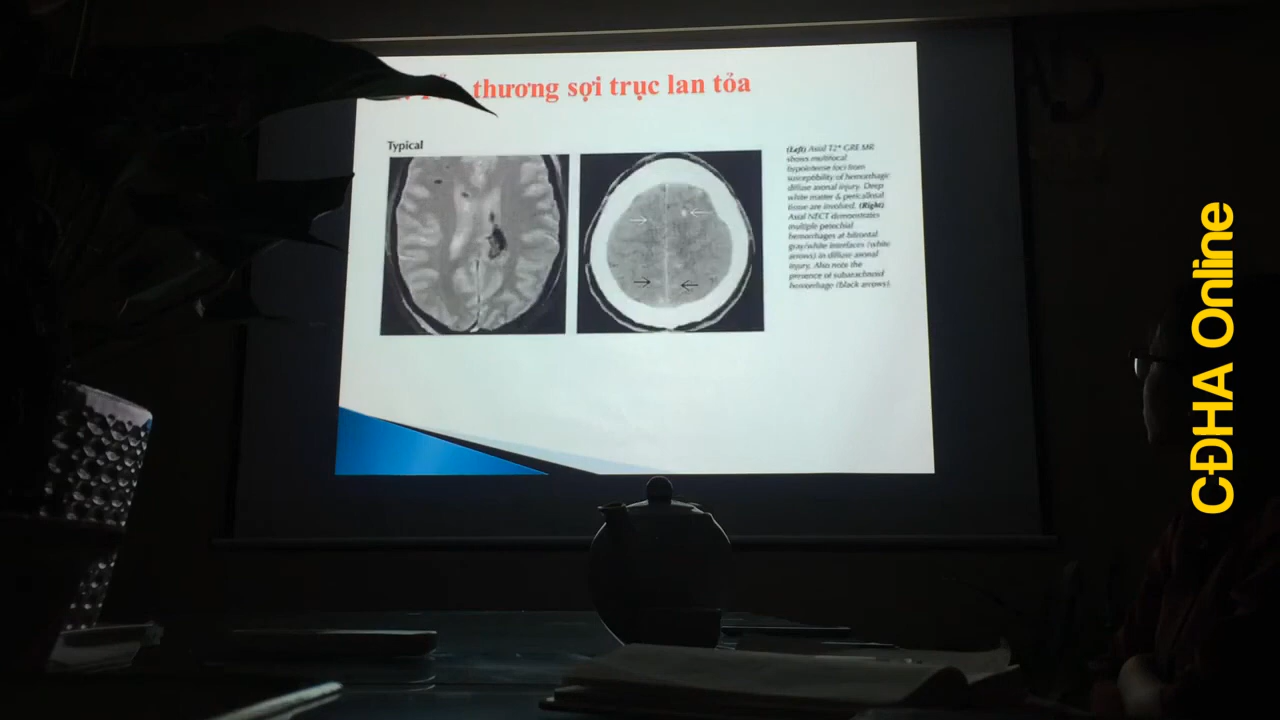 thương sợi trục lan tỏa
Typical
(Left) Axial T2* GRE MR
shows multifocal
hypointense foci from
susceptibility of hemorrhagic
diffuse axonal injury. Deep
white matter & pericallosal
tissue are involved. (Right)
Axial NECT demonstrates
multiple petechial
hemorrhages at bifrontal
gray/white interfaces (white
arrows) in diffuse axonal
injury. Also note the
presence of subarachnoid
hemorrhage (black arrows).
CĐHA Online